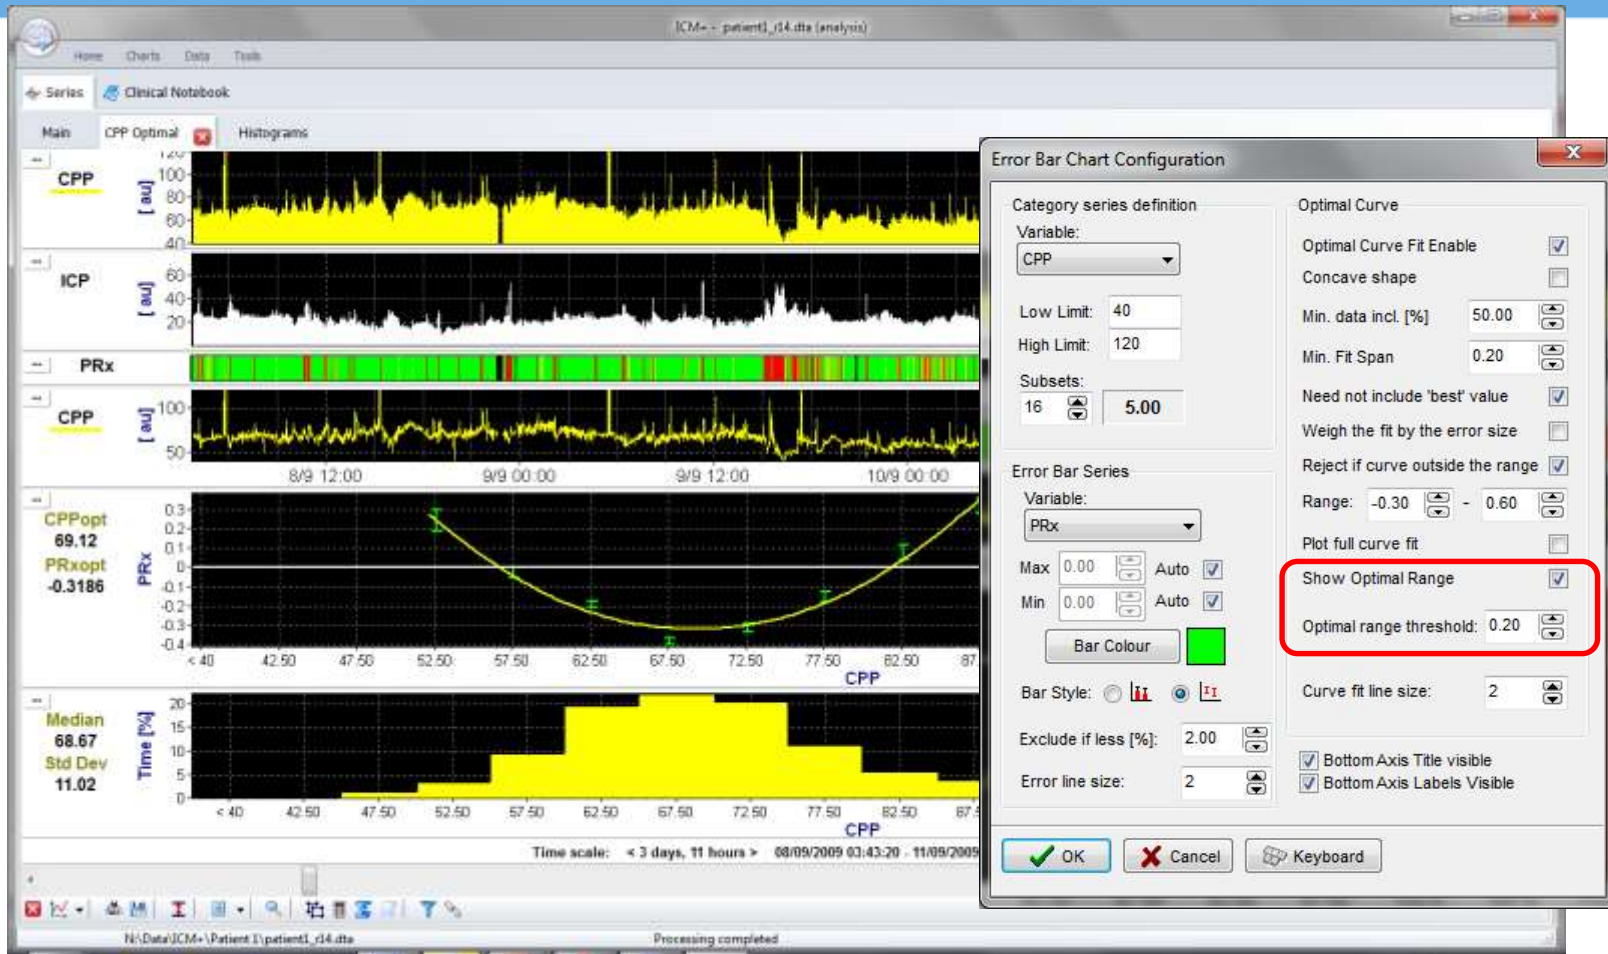 ICM+ - patient1_r14.dta (analysis)
Home Charts Data Tools
Series Clinical Notebook
Main CPP Optimal Histograms
CPP
[ au]
120
100
80
60
40
ICP
[ au]
60
40
20
PRx
CPP
[ au]
100
50
8/9 12:00 9/9 00:00 9/9 12:00 10/9 00:00
CPPopt
69.12
PRxopt
-0.3186
PRx
0.3
0.2
0.1
0
-0.1
-0.2
-0.3
-0.4
< 40 42.50 47.50 52.50 57.50 62.50 67.50 72.50 77.50 82.50 87.
CPP
Median
68.67
Std Dev
11.02
Time [%]
20
15
10
5
0
< 40 42.50 47.50 52.50 57.50 62.50 67.50 72.50 77.50 82.50 87.5
CPP
Time scale: < 3 days, 11 hours > 08/09/2009 03:43:20 - 11/09/2009
N:\Data\ICM+\Patient 1\patient1_r14.dta Processing completed
Error Bar Chart Configuration
Category series definition
Variable:
CPP
Low Limit: 40
High Limit: 120
Subsets:
16 5.00
Error Bar Series
Variable:
PRx
Max 0.00 Auto
Min 0.00 Auto
Bar Colour
Bar Style:
Exclude if less [%]: 2.00
Error line size: 2
Optimal Curve
Optimal Curve Fit Enable
Concave shape
Min. data incl. [%] 50.00
Min. Fit Span 0.20
Need not include 'best' value
Weigh the fit by the error size
Reject if curve outside the range
Range: -0.30 - 0.60
Plot full curve fit
Show Optimal Range
Optimal range threshold: 0.20
Curve fit line size: 2
Bottom Axis Title visible
Bottom Axis Labels Visible
OK Cancel Keyboard